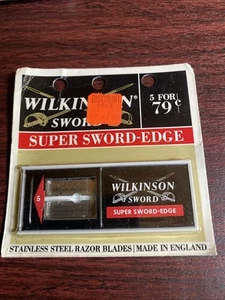 5 FOR
79¢
WILKINSON®
SWORD
SUPER SWORD-EDGE
5
WILKINSON
SWORD
SUPER SWORD-EDGE
STAINLESS STEEL RAZOR BLADES | MADE IN ENGLAND